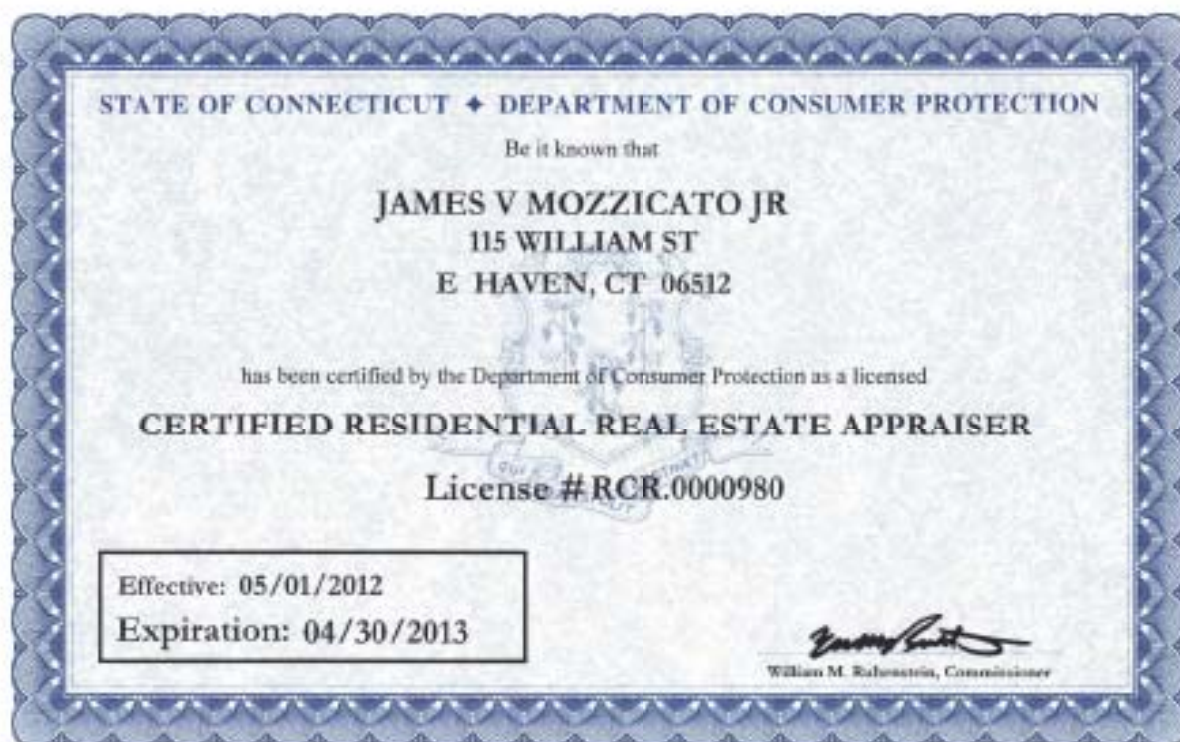 STATE OF CONNECTICUT ✦ DEPARTMENT OF CONSUMER PROTECTION
Be it known that
JAMES V MOZZICATO JR
115 WILLIAM ST
E HAVEN, CT 06512
has been certified by the Department of Consumer Protection as a licensed
CERTIFIED RESIDENTIAL REAL ESTATE APPRAISER
License # RCR.0000980
Effective: 05/01/2012
Expiration: 04/30/2013
William M. Rubenstein, Commissioner